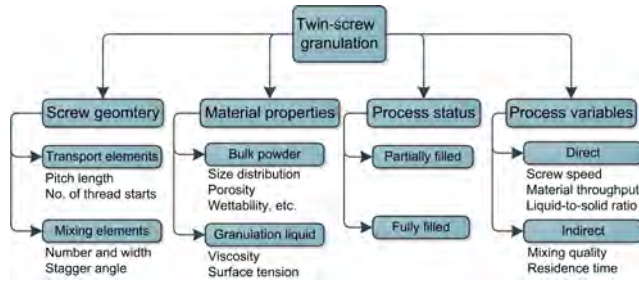 Twin-screw
granulation
Screw geomtery
Material properties
Process status
Process variables
Transport elements
Pitch length
No. of thread starts
Mixing elements
Number and width
Stagger angle
Bulk powder
Size distribution
Porosity
Wettability, etc.
Granulation liquid
Viscosity
Surface tension
Partially filled
Fully filled
Direct
Screw speed
Material throughput
Liquid-to-solid ratio
Indirect
Mixing quality
Residence time